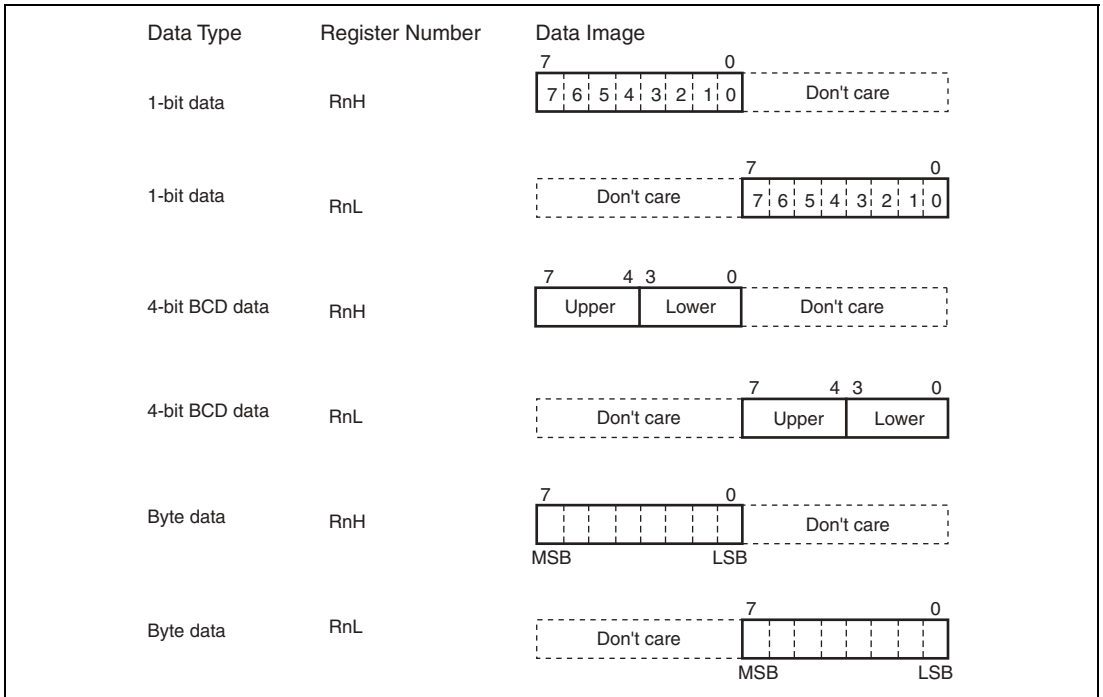 Data Type Register Number Data Image
7 0
1-bit data RnH 7 6 5 4 3 2 1 0 Don't care
7 0
1-bit data RnL Don't care 7 6 5 4 3 2 1 0
7 4 3 0
4-bit BCD data RnH Upper Lower Don't care
7 4 3 0
4-bit BCD data RnL Don't care Upper Lower
7 0
Byte data RnH Don't care
MSB LSB
7 0
Byte data RnL Don't care
MSB LSB